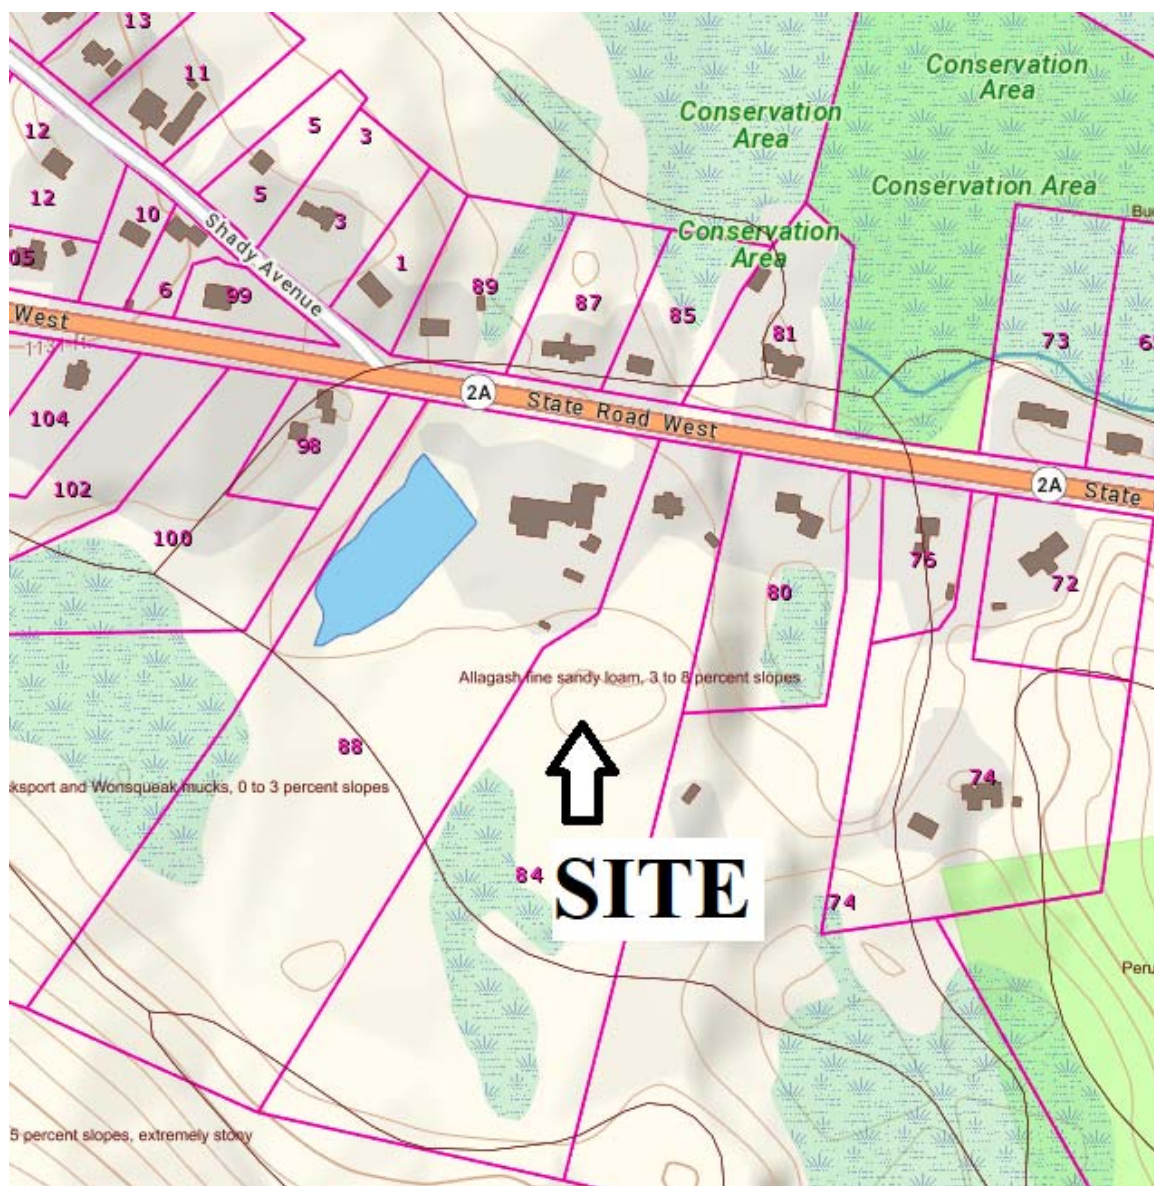 13
11
Conservation
Area
Conservation
Area
12
5
3
12
5
Conservation Area
10
3
Shady Avenue
Conservation
Area
05
1
6
99
89
87
85
West
81
73
2A
State Road West
104
98
2A
State
102
100
76
72
80
Allagash fine sandy loam, 3 to 8 percent slopes
88
74
ksport and Wonsqueak mucks, 0 to 3 percent slopes
84
SITE
74
Peru
5 percent slopes, extremely stony